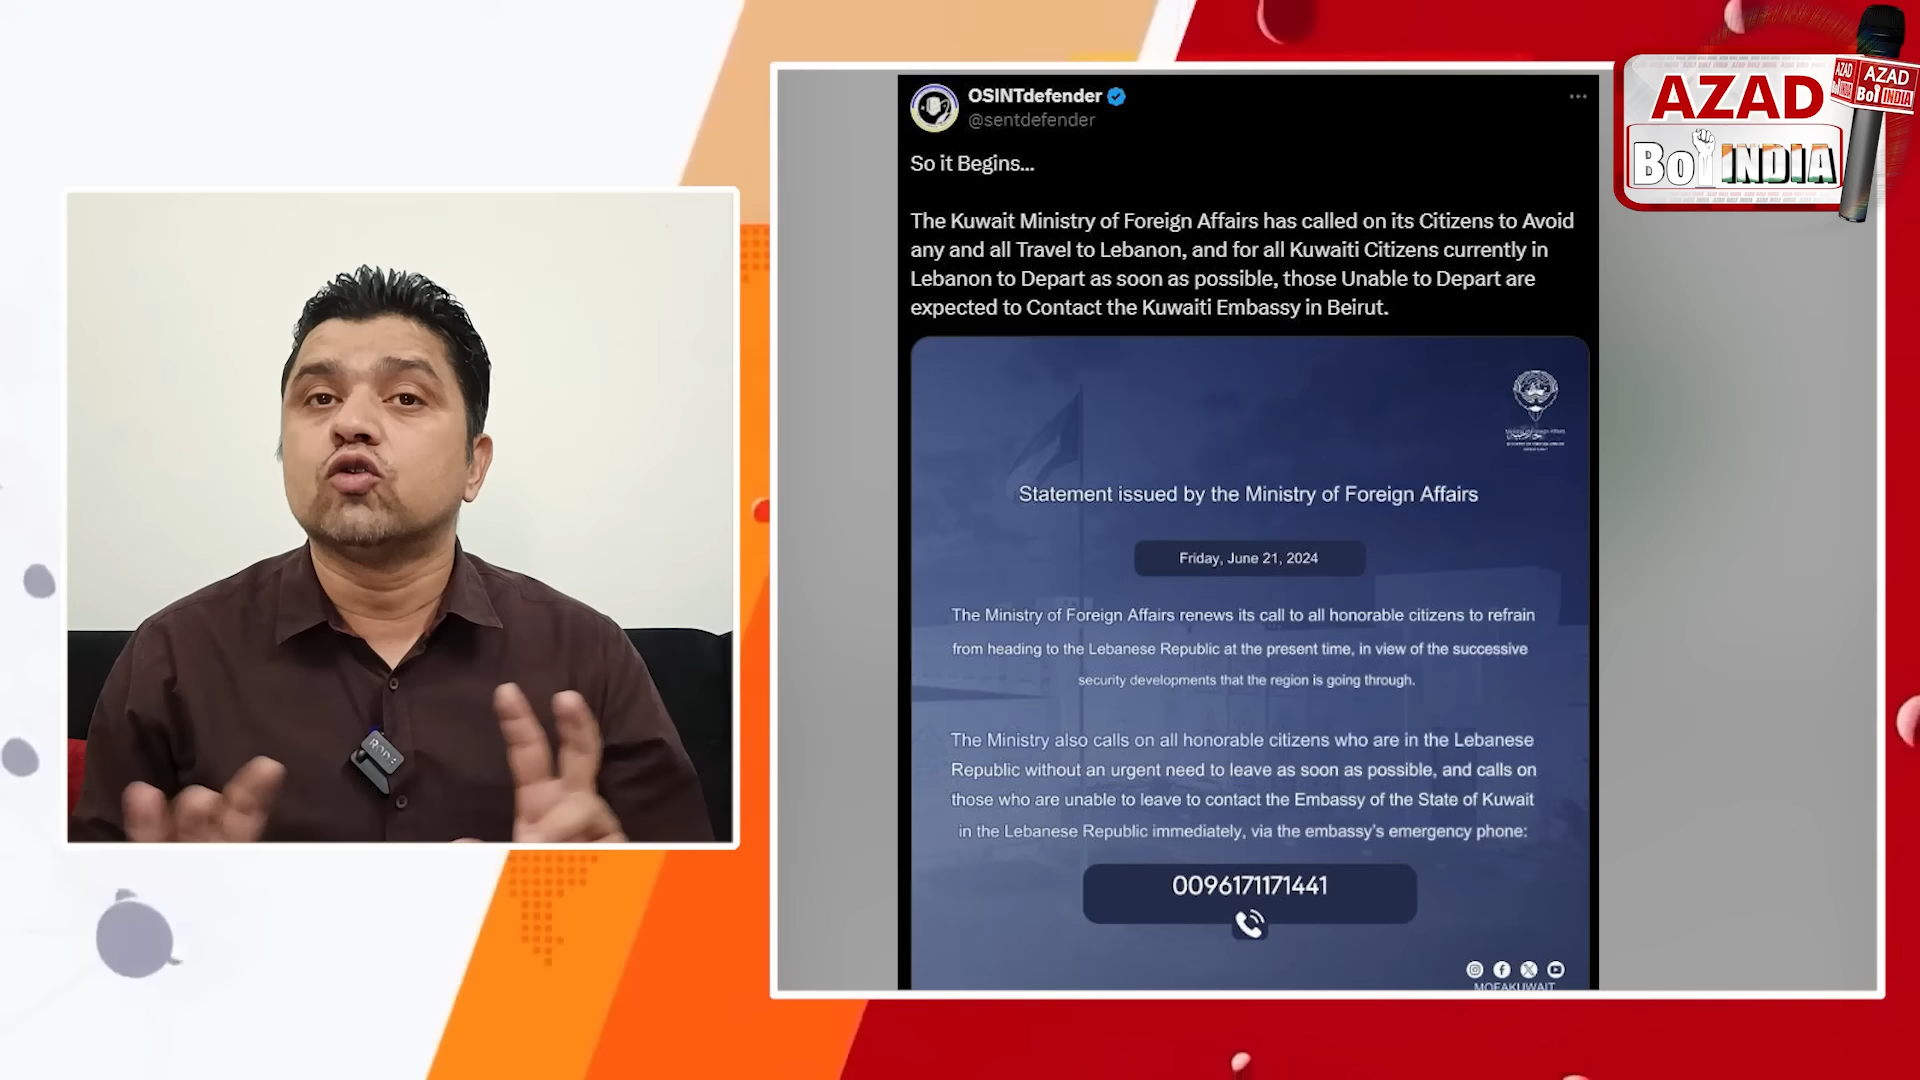 OSINTdefender
@sentdefender
So it Begins...
The Kuwait Ministry of Foreign Affairs has called on its Citizens to Avoid
any and all Travel to Lebanon, and for all Kuwaiti Citizens currently in
Lebanon to Depart as soon as possible, those Unable to Depart are
expected to Contact the Kuwaiti Embassy in Beirut.
Statement issued by the Ministry of Foreign Affairs
Friday, June 21, 2024
The Ministry of Foreign Affairs renews its call to all honorable citizens to refrain
from heading to the Lebanese Republic at the present time, in view of the successive
security developments that the region is going through.
The Ministry also calls on all honorable citizens who are in the Lebanese
Republic without an urgent need to leave as soon as possible, and calls on
those who are unable to leave to contact the Embassy of the State of Kuwait
in the Lebanese Republic immediately, via the embassy's emergency phone:
0096171171441
MOFAKUWAIT
AZAD
Bol INDIA
AZAD
Bol INDIA
AZAD
RODE